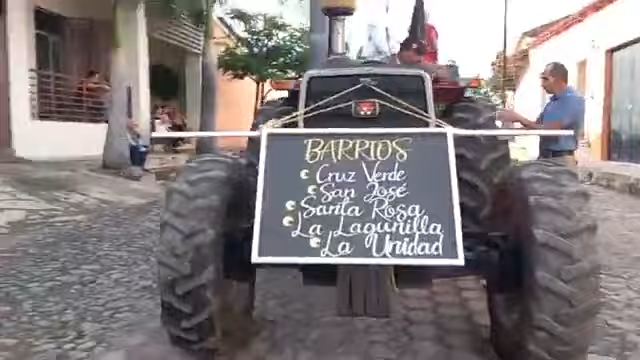 BARRIOS
Cruz Verde
San José
Santa Rosa
La Lagunilla
La Unidad